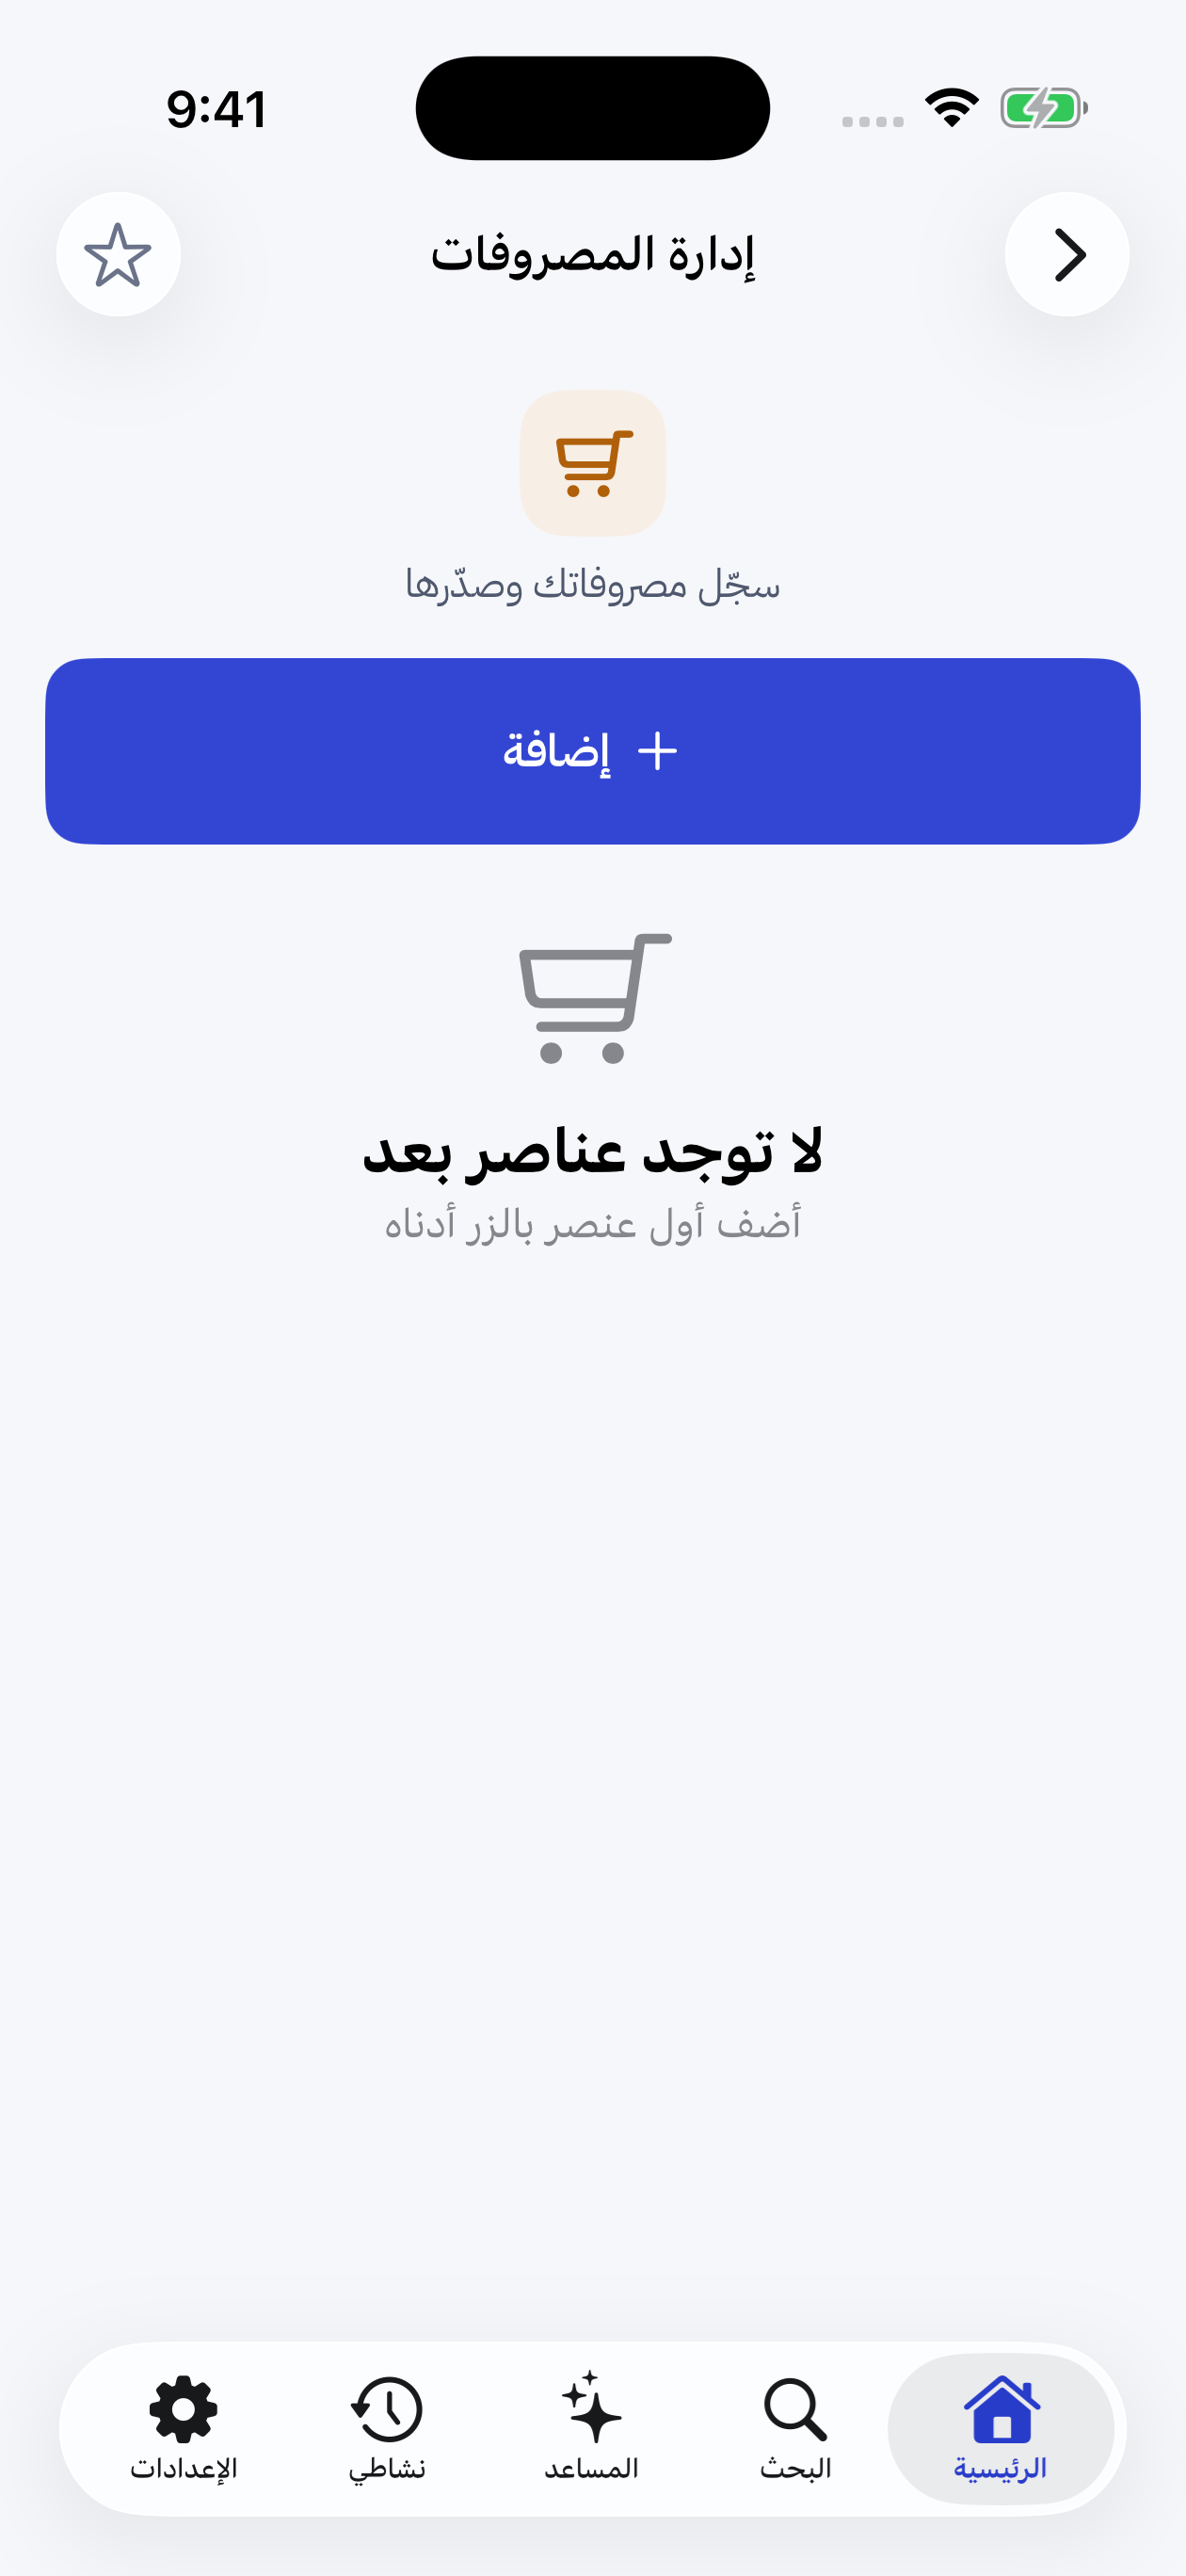 9:41
إدارة المصروفات
سجّل مصروفاتك وصدّرها
إضافة
لا توجد عناصر بعد
أضف أول عنصر بالزر أدناه
الرئيسية
البحث
المساعد
نشاطي
الإعدادات